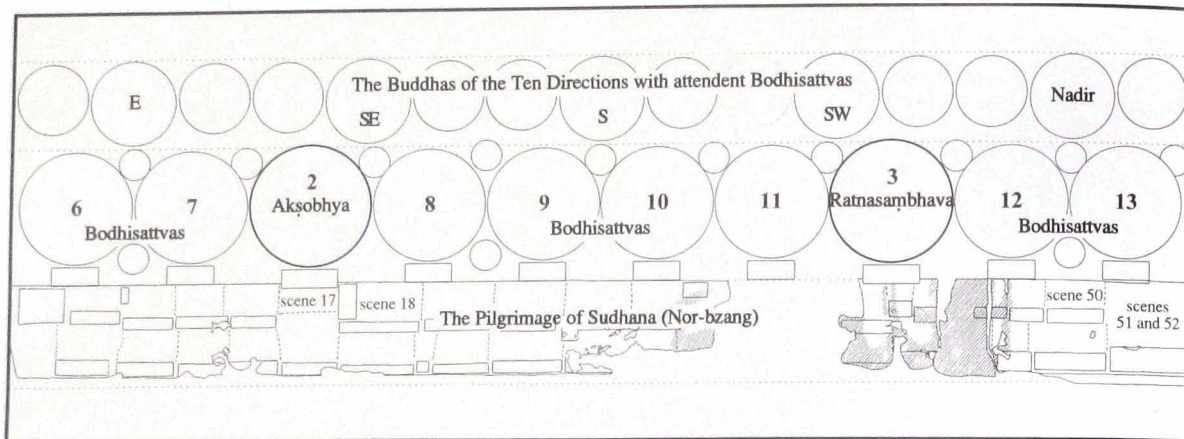 The Buddhas of the Ten Directions with attendent Bodhisattvas
E
SE
S
SW
Nadir
6
7
2
Akṣobhya
8
9
10
11
3
Ratnasaṃbhava
12
13
Bodhisattvas
Bodhisattvas
Bodhisattvas
scene 17
scene 18
scene 50
scenes
51 and 52
The Pilgrimage of Sudhana (Nor-bzang)